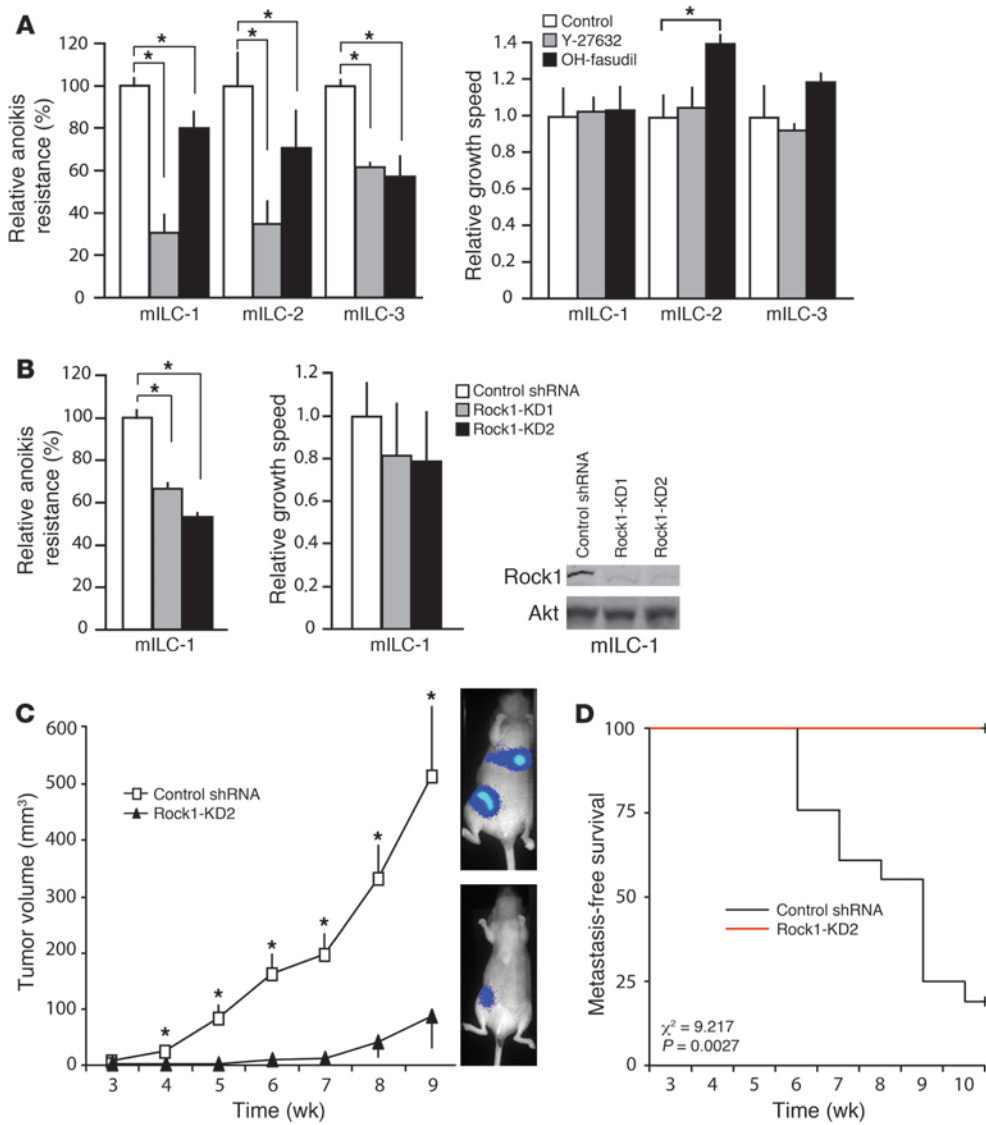 A
Relative anoikis
resistance (%)
120
100
80
60
40
20
0
* * * * * *
mILC-1 mILC-2 mILC-3
Relative growth speed
1.4
1.2
1.0
0.8
0.6
0.4
0.2
0
Control
Y-27632
OH-fasudil
*
mILC-1 mILC-2 mILC-3
B
Relative anoikis
resistance (%)
120
100
80
60
40
20
0
* *
mILC-1
Relative growth speed
1.2
1.0
0.8
0.6
0.4
0.2
0
mILC-1
Control shRNA
Rock1-KD1
Rock1-KD2
Control shRNA
Rock1-KD1
Rock1-KD2
Rock1
Akt
mILC-1
C
Tumor volume (mm³)
600
500
400
300
200
100
0
Control shRNA
Rock1-KD2
* * * * * *
3 4 5 6 7 8 9
Time (wk)
D
Metastasis-free survival
100
75
50
25
0
Control shRNA
Rock1-KD2
χ² = 9.217
P = 0.0027
3 4 5 6 7 8 9 10
Time (wk)